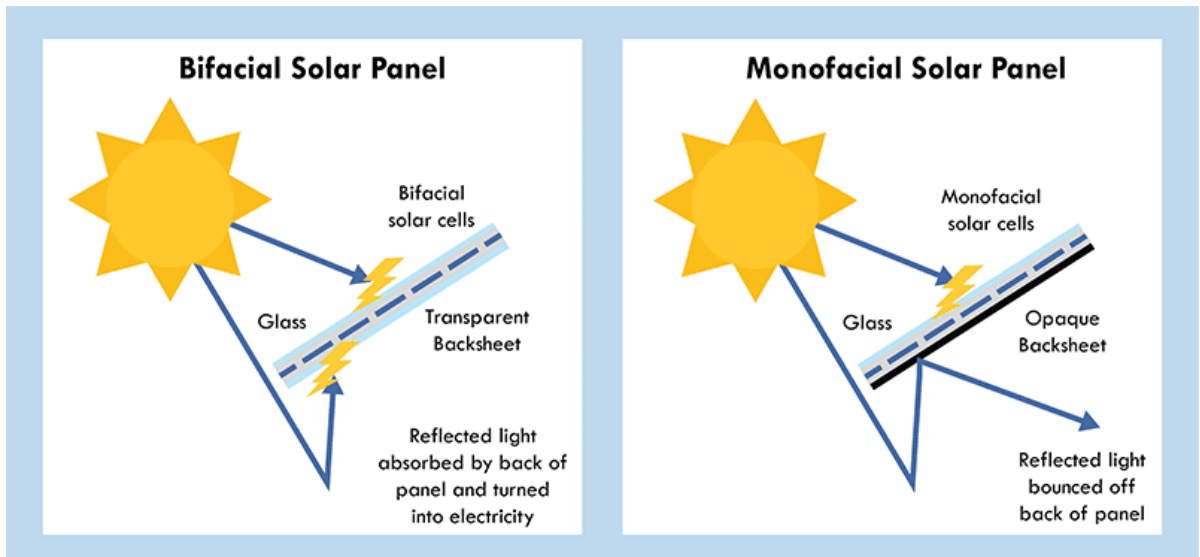 Bifacial Solar Panel
Bifacial
solar cells
Glass
Transparent
Backsheet
Reflected light
absorbed by back of
panel and turned
into electricity
Monofacial Solar Panel
Monofacial
solar cells
Glass
Opaque
Backsheet
Reflected light
bounced off
back of panel